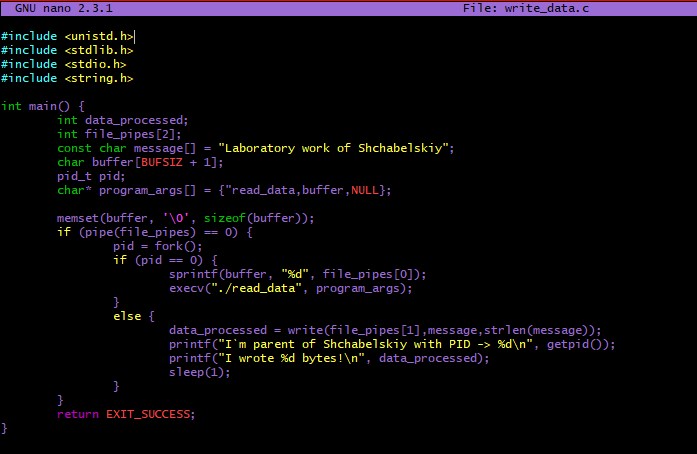 GNU nano 2.3.1 File: write_data.c
#include <unistd.h>
#include <stdlib.h>
#include <stdio.h>
#include <string.h>
int main() {
int data_processed;
int file_pipes[2];
const char message[] = "Laboratory work of Shchabelskiy";
char buffer[BUFSIZ + 1];
pid_t pid;
char* program_args[] = {"read_data,buffer,NULL};
memset(buffer, '\0', sizeof(buffer));
if (pipe(file_pipes) == 0) {
pid = fork();
if (pid == 0) {
sprintf(buffer, "%d", file_pipes[0]);
execv("./read_data", program_args);
}
else {
data_processed = write(file_pipes[1],message,strlen(message));
printf("I`m parent of Shchabelskiy with PID -> %d\n", getpid());
printf("I wrote %d bytes!\n", data_processed);
sleep(1);
}
}
return EXIT_SUCCESS;
}